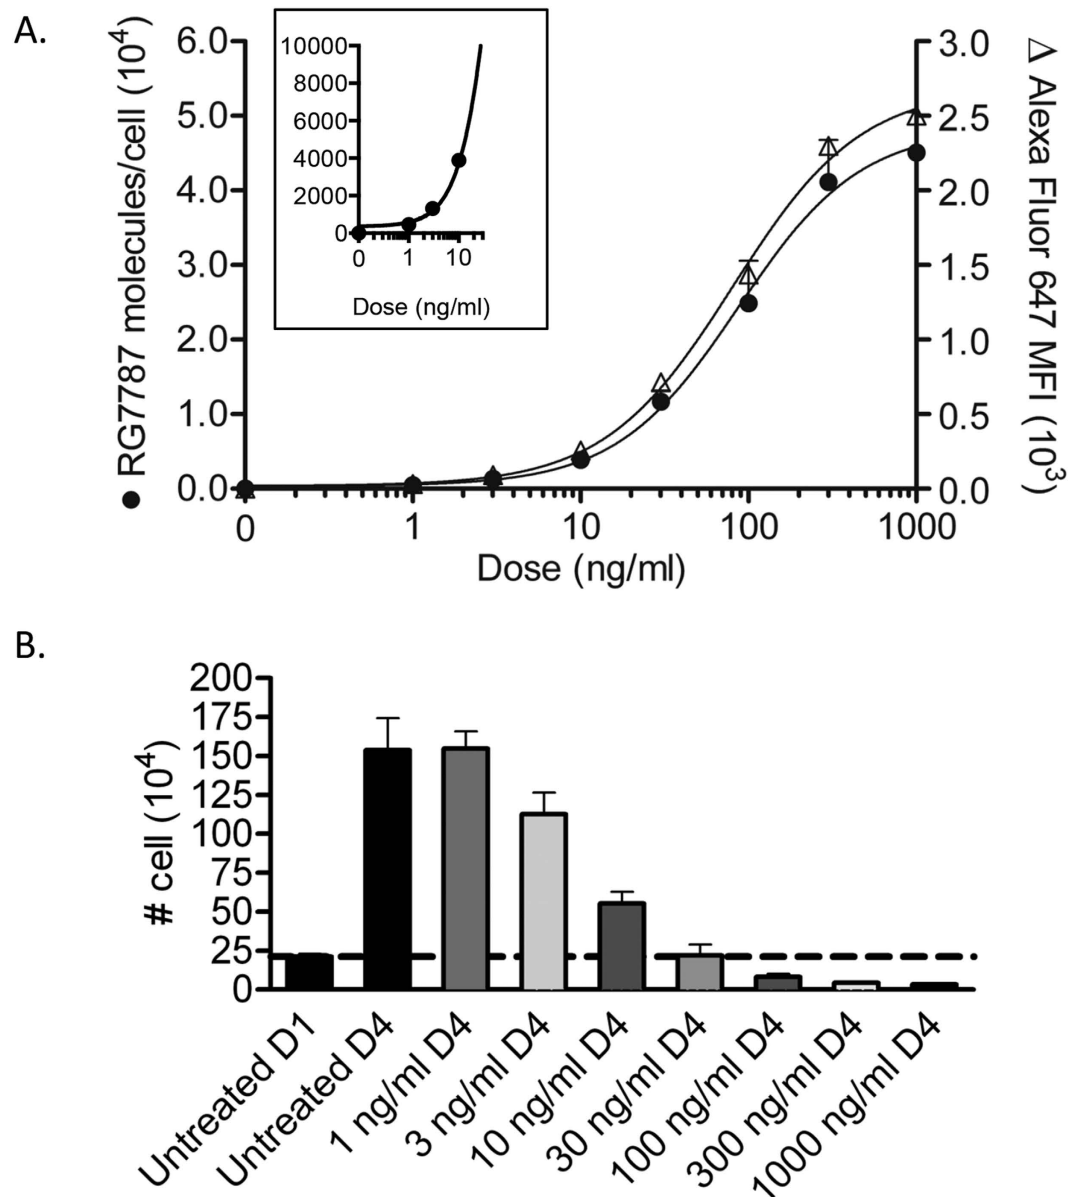 A.
● RG7787 molecules/cell (10⁴)
6.0
5.0
4.0
3.0
2.0
1.0
0.0
10000
8000
6000
4000
2000
0
0 1 10
Dose (ng/ml)
3.0
2.5
2.0
1.5
1.0
0.5
0.0
△ Alexa Fluor 647 MFI (10³)
0 1 10 100 1000
Dose (ng/ml)
B.
# cell (10⁴)
200
175
150
125
100
75
50
25
0
Untreated D1
Untreated D4
1 ng/ml D4
3 ng/ml D4
10 ng/ml D4
30 ng/ml D4
100 ng/ml D4
300 ng/ml D4
1000 ng/ml D4